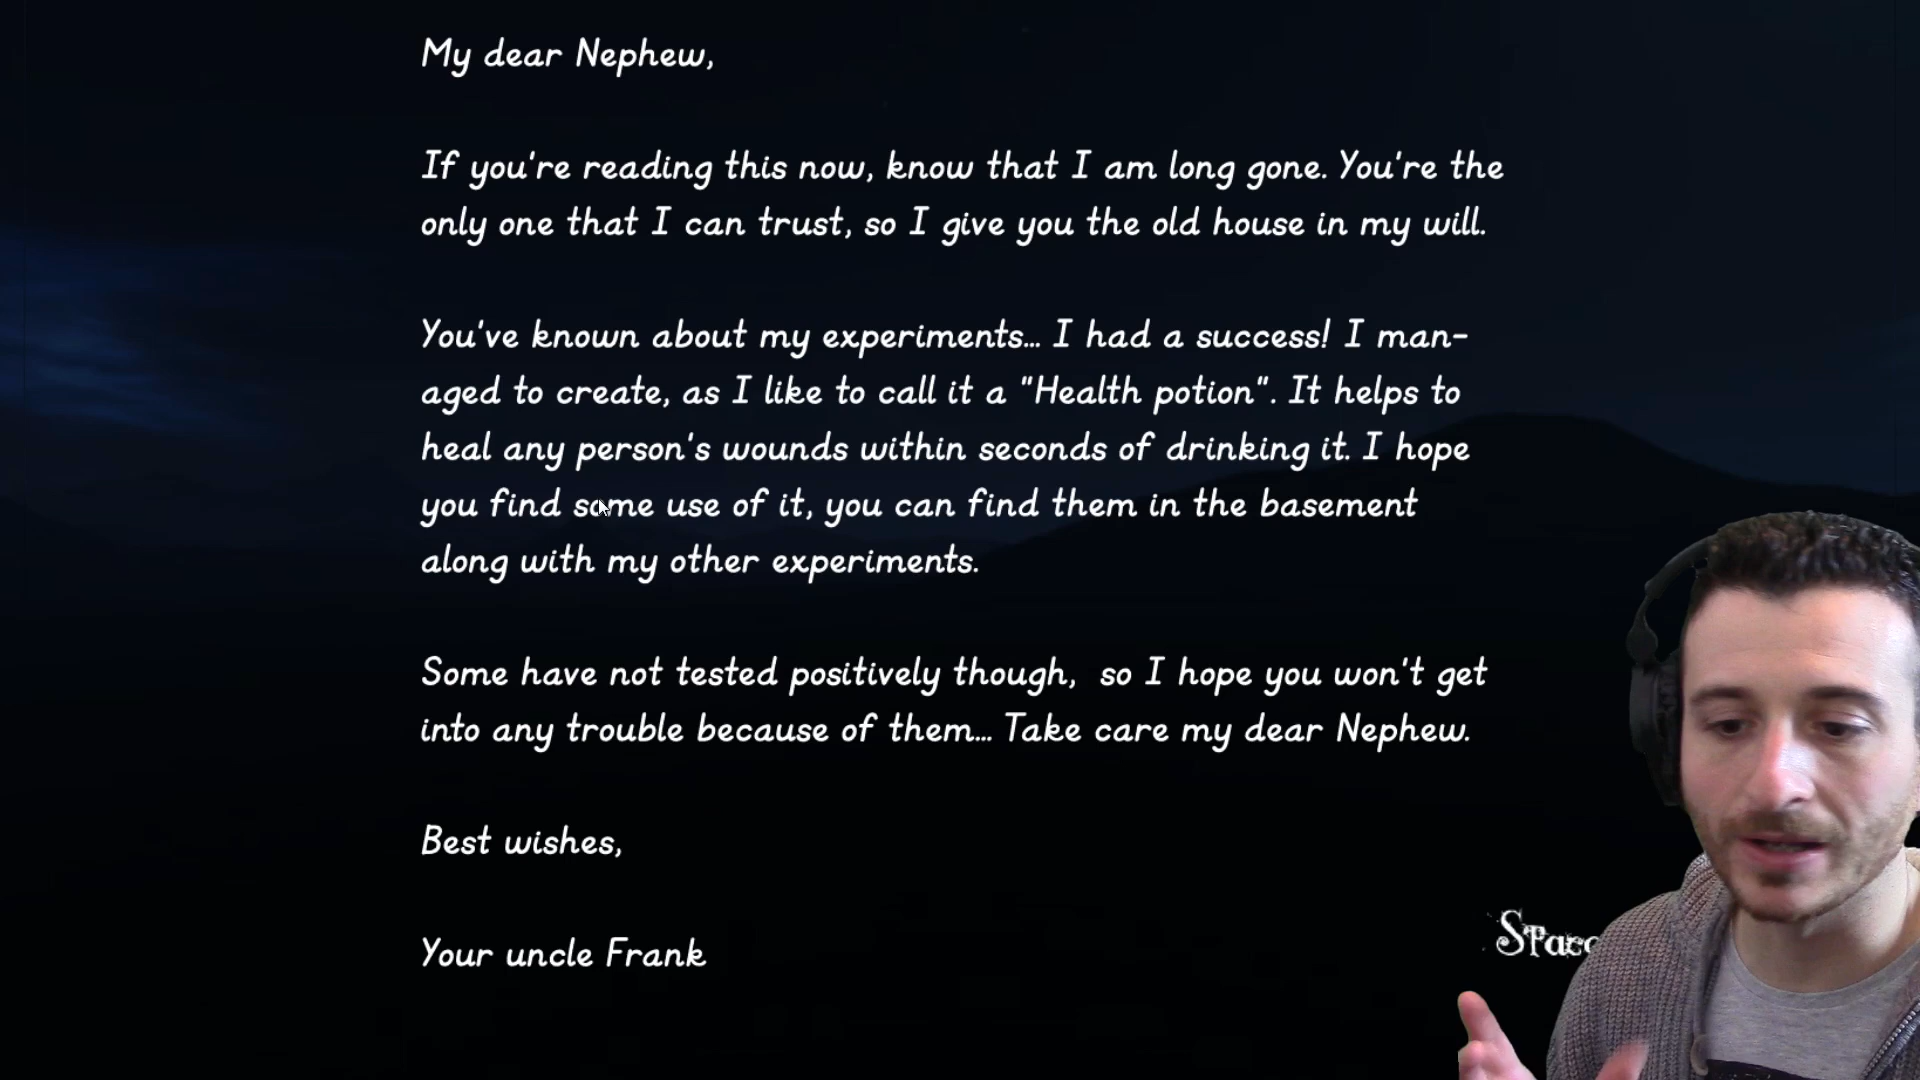 My dear Nephew,
If you're reading this now, know that I am long gone. You're the
only one that I can trust, so I give you the old house in my will.
You've known about my experiments... I had a success! I man-
aged to create, as I like to call it a "Health potion". It helps to
heal any person's wounds within seconds of drinking it. I hope
you find some use of it, you can find them in the basement
along with my other experiments.
Some have not tested positively though,  so I hope you won't get
into any trouble because of them... Take care my dear Nephew.
Best wishes,
Your uncle Frank